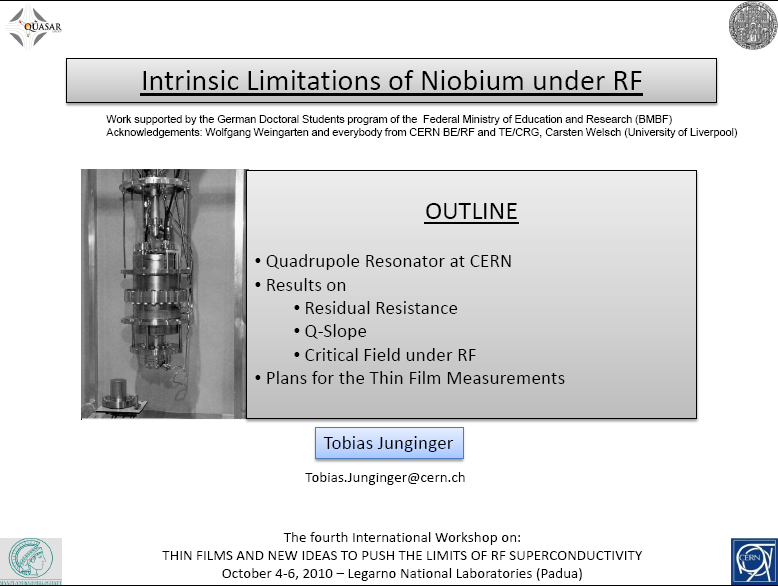 QUASAR
Intrinsic Limitations of Niobium under RF
Work supported by the German Doctoral Students program of the Federal Ministry of Education and Research (BMBF)
Acknowledgements: Wolfgang Weingarten and everybody from CERN BE/RF and TE/CRG, Carsten Welsch (University of Liverpool)
OUTLINE
• Quadrupole Resonator at CERN
• Results on
• Residual Resistance
• Q-Slope
• Critical Field under RF
• Plans for the Thin Film Measurements
Tobias Junginger
Tobias.Junginger@cern.ch
The fourth International Workshop on:
THIN FILMS AND NEW IDEAS TO PUSH THE LIMITS OF RF SUPERCONDUCTIVITY
October 4-6, 2010 – Legarno National Laboratories (Padua)
CERN